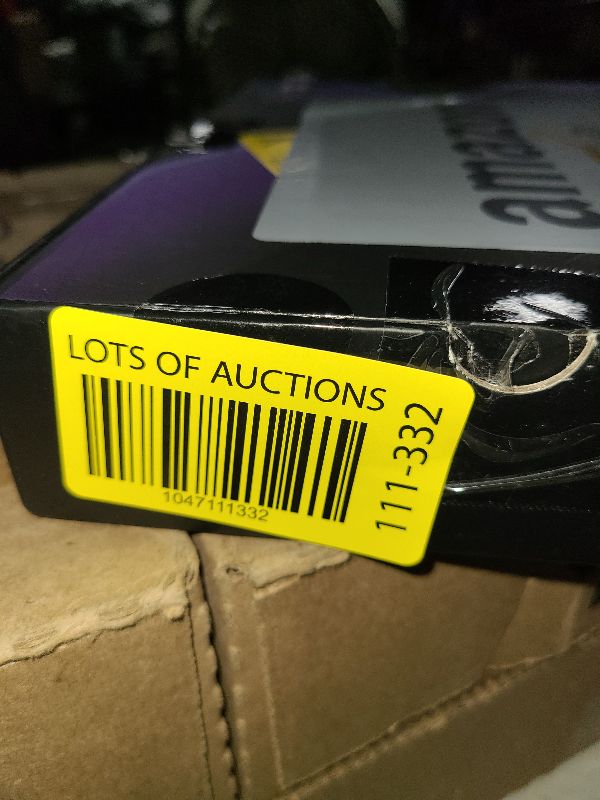 amazon
LOTS OF AUCTIONS
1047111332
111-332